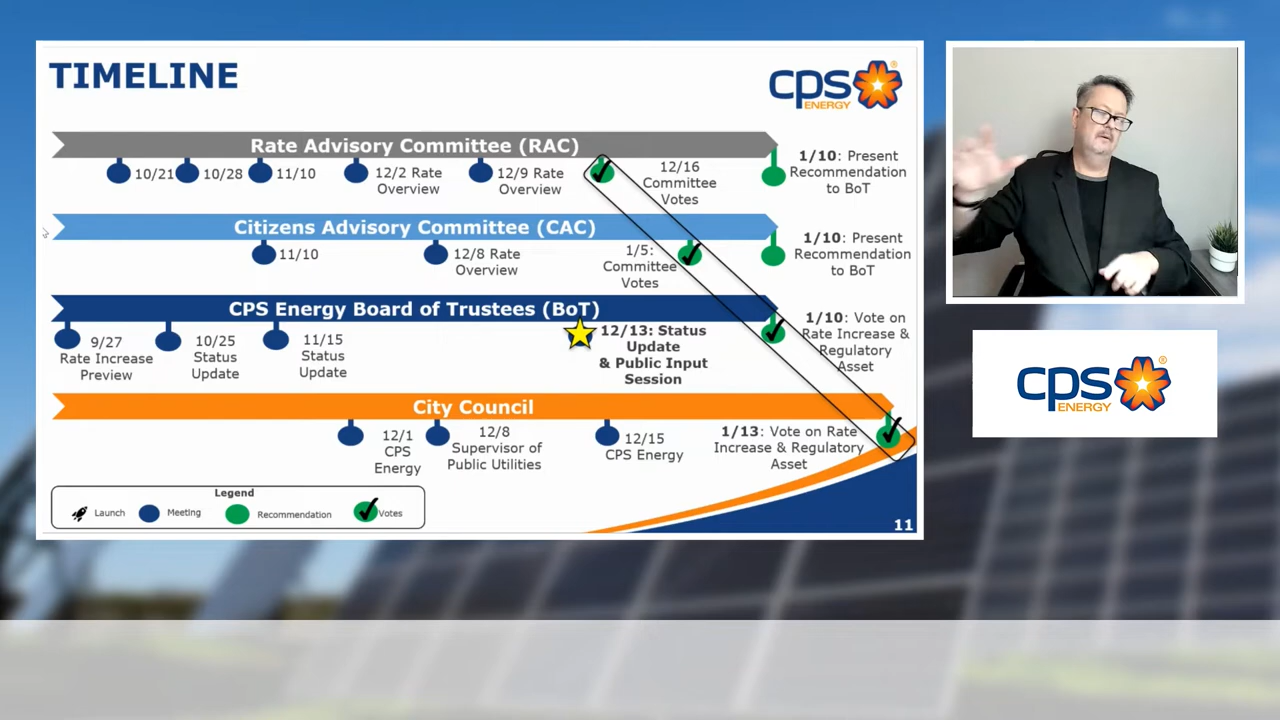 TIMELINE
cps
ENERGY
®
Rate Advisory Committee (RAC)
10/21
10/28
11/10
12/2 Rate
Overview
12/9 Rate
Overview
12/16
Committee
Votes
1/10: Present
Recommendation
to BoT
Citizens Advisory Committee (CAC)
11/10
12/8 Rate
Overview
1/5:
Committee
Votes
1/10: Present
Recommendation
to BoT
CPS Energy Board of Trustees (BoT)
9/27
Rate Increase
Preview
10/25
Status
Update
11/15
Status
Update
12/13: Status
Update
& Public Input
Session
1/10: Vote on
Rate Increase &
Regulatory
Asset
City Council
12/1
CPS
Energy
12/8
Supervisor of
Public Utilities
12/15
CPS Energy
1/13: Vote on Rate
Increase & Regulatory
Asset
Legend
Launch
Meeting
Recommendation
Votes
11
cps
ENERGY
®